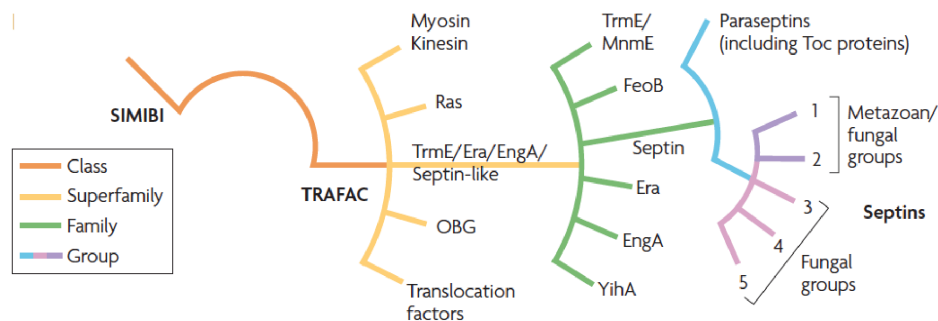 Myosin
Kinesin
TrmE/
MnmE
Paraseptins
(including Toc proteins)
SIMIBI
Ras
FeoB
1
Metazoan/
fungal
groups
Class
Superfamily
Family
Group
TRAFAC
TrmE/Era/EngA/
Septin-like
Septin
2
Era
3
Septins
OBG
EngA
4
5
Fungal
groups
Translocation
factors
YihA